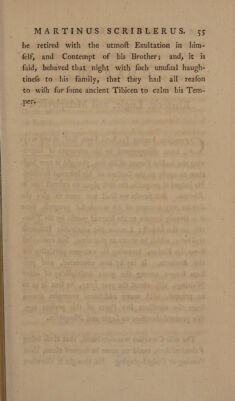 MARTINUS SCRIBLERUS. 55
he retired with the utmost Exultation in him-
self, and Contempt of his Brother; and, it is
said, behaved that night with such unusual haugh-
tiness to his family, that they had all reason
to wish for some ancient Tibicen to calm his Tem-
per.